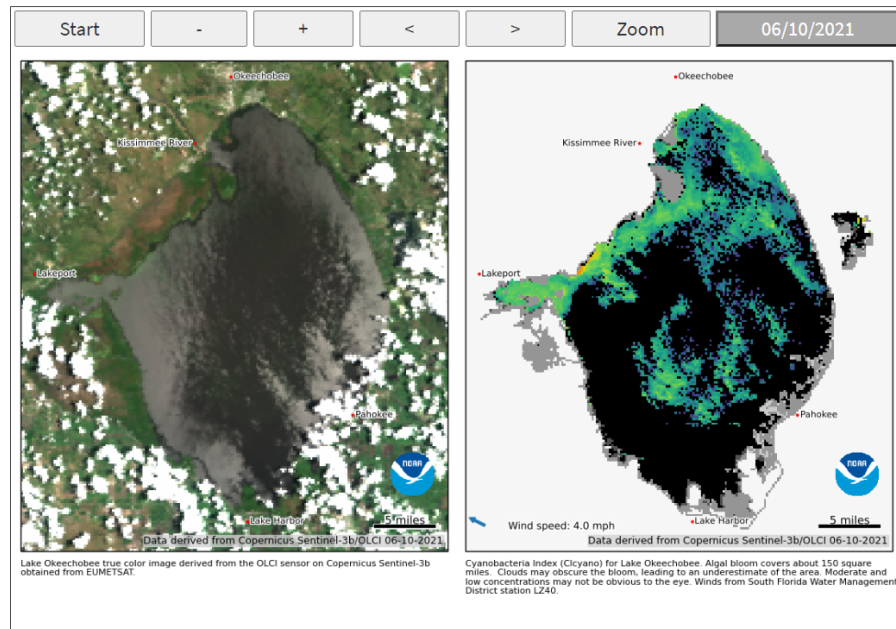 Start - + < > Zoom 06/10/2021
Okeechobee
Kissimmee River
Lakeport
Pahokee
NOAA
Lake Harbor
5 miles
Data derived from Copernicus Sentinel-3b/OLCI 06-10-2021
Lake Okeechobee true color image derived from the OLCI sensor on Copernicus Sentinel-3b
obtained from EUMETSAT.
Okeechobee
Kissimmee River
Lakeport
Pahokee
NOAA
Wind speed: 4.0 mph
Lake Harbor
5 miles
Data derived from Copernicus Sentinel-3b/OLCI 06-10-2021
Cyanobacteria Index (CIcyano) for Lake Okeechobee. Algal bloom covers about 150 square
miles. Clouds may obscure the bloom, leading to an underestimate of the area. Moderate and
low concentrations may not be obvious to the eye. Winds from South Florida Water Management
District station LZ40.